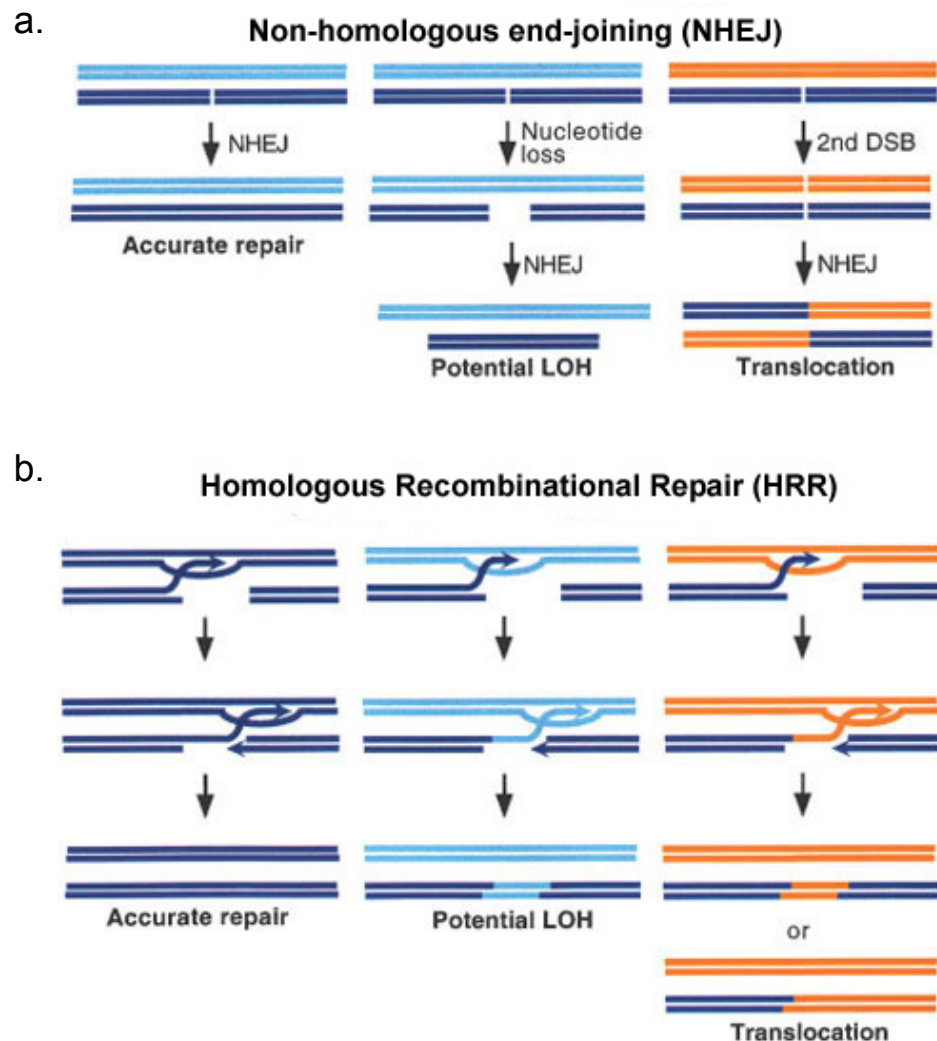 a.
Non-homologous end-joining (NHEJ)
NHEJ
Nucleotide
loss
2nd DSB
Accurate repair
NHEJ
NHEJ
Potential LOH
Translocation
b.
Homologous Recombinational Repair (HRR)
Accurate repair
Potential LOH
or
Translocation